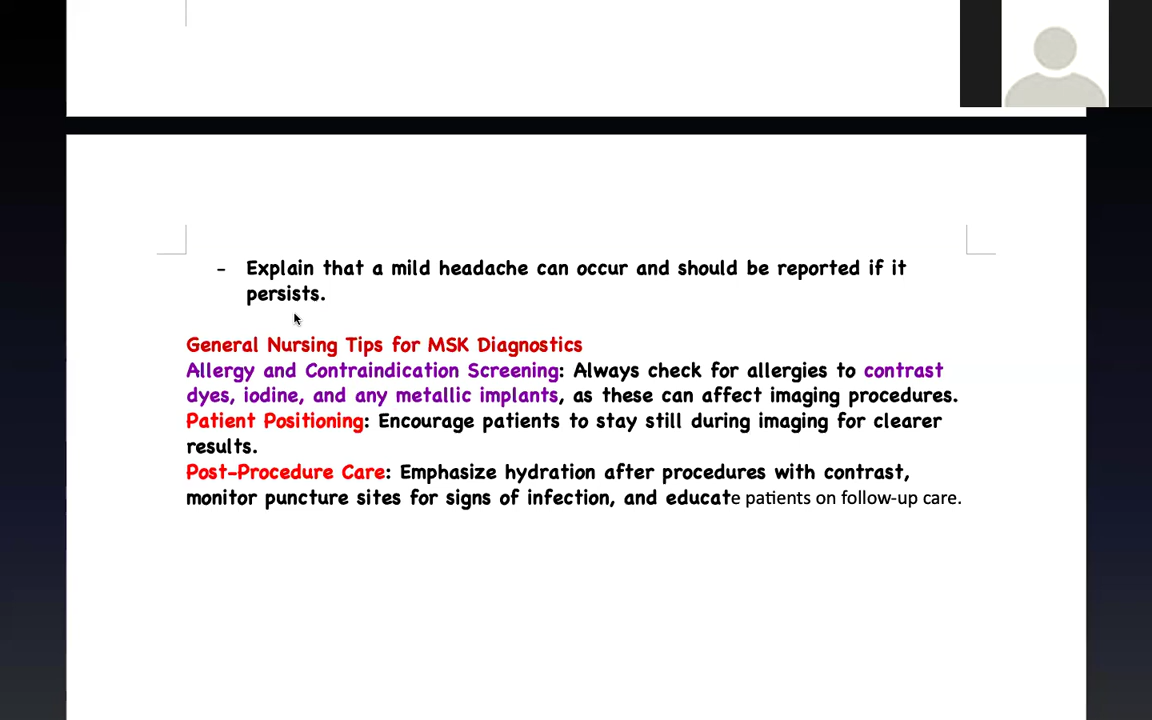 - Explain that a mild headache can occur and should be reported if it
persists.
General Nursing Tips for MSK Diagnostics
Allergy and Contraindication Screening: Always check for allergies to contrast
dyes, iodine, and any metallic implants, as these can affect imaging procedures.
Patient Positioning: Encourage patients to stay still during imaging for clearer
results.
Post-Procedure Care: Emphasize hydration after procedures with contrast,
monitor puncture sites for signs of infection, and educate patients on follow-up care.